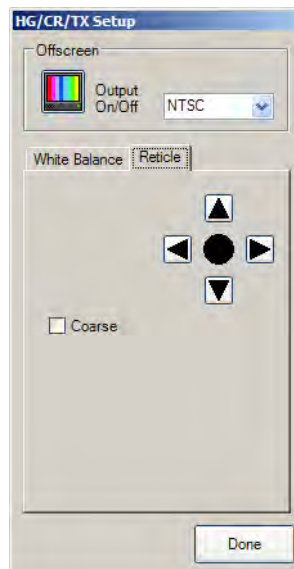 HG/CR/TX Setup
Offscreen
Output
On/Off
NTSC
White Balance
Reticle
Coarse
Done